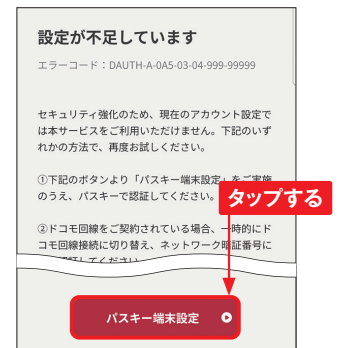 設定が不足しています
エラーコード：DAUTH-A-0A5-03-04-999-99999
セキュリティ強化のため、現在のアカウント設定で
は本サービスをご利用いただけません。下記のいず
れかの方法で、再度お試しください。
①下記のボタンより「パスキー端末設定」をご実施
のうえ、パスキーで認証してください。
タップする
②ドコモ回線をご契約されている場合、一時的にド
コモ回線接続に切り替え、ネットワーク暗証番号に
認証してください
パスキー端末設定